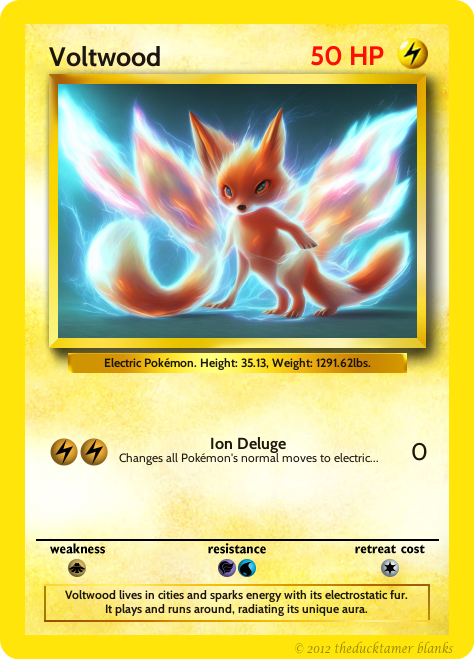 Voltwood 50 HP
Electric Pokémon. Height: 35.13, Weight: 1291.62lbs.
Ion Deluge
Changes all Pokémon's normal moves to electric... 0
weakness resistance retreat cost
Voltwood lives in cities and sparks energy with its electrostatic fur.
It plays and runs around, radiating its unique aura.
© 2012 theducktamer blanks